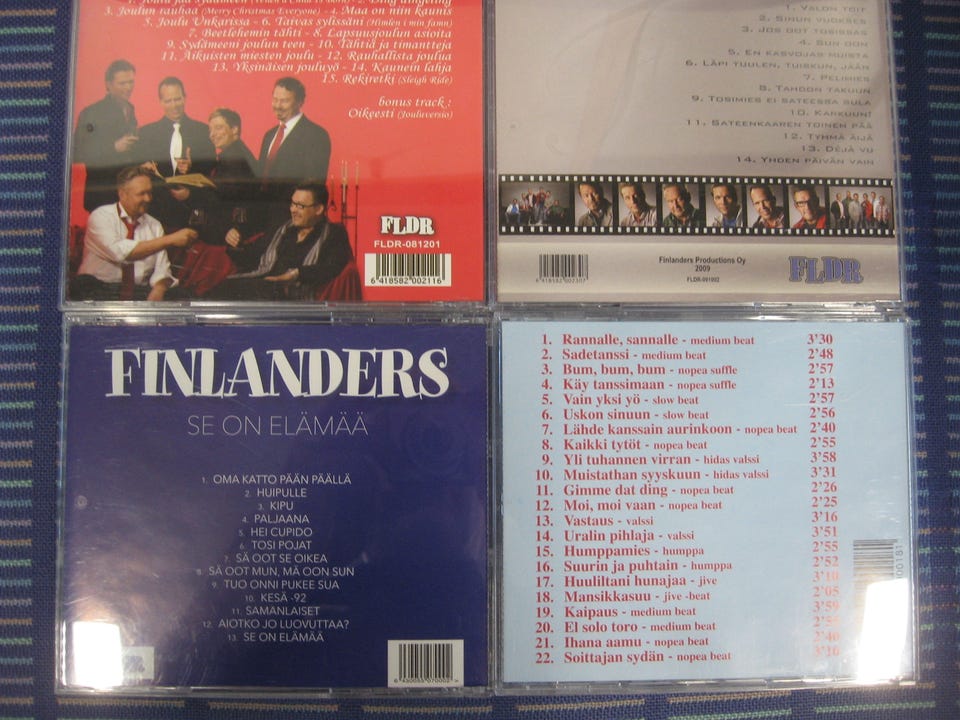 3. Joulun rauhaa (Merry Christmas Everyone) - 4. Maa on niin kaunis
5. Joulu Unkarissa - 6. Taivas sylissäni (Himlen i min famn)
7. Beetlehemin tähti - 8. Lapsuusjoulun asioita
9. Sydämeeni joulun teen - 10. Tähtiä ja timantteja
11. Aikuisten miesten joulu - 12. Rauhallista joulua
13. Yksinäisen jouluyö - 14. Kaunein lahja
15. Rekiretki (Sleigh Ride)
bonus track :
Oikeesti (Jouluversio)
FLDR
FLDR-081201
6 418582 002116
1. VALON TOIT
2. SINUN VUOKSES
3. JOS OOT TOSISSAS
4. SUN OON
5. EN KASVOJAS MUISTA
6. LÄPI TUULEN, TUISKUN, JÄÄN
7. PELIMIES
8. TAHDON TAKUUN
9. TOSIMIES EI SATEESSA SULA
10. KARKUUN!
11. SATEENKAAREN TOINEN PÄÄ
12. TYHMÄ ÄIJÄ
13. DÉJÀ VU
14. YHDEN PÄIVÄN VAIN
Finlanders Productions Oy
2009
FLDR-091002
FLDR
FINLANDERS
SE ON ELÄMÄÄ
1. OMA KATTO PÄÄN PÄÄLLÄ
2. HUIPULLE
3. KIPU
4. PALJAANA
5. HEI CUPIDO
6. TOSI POJAT
7. SÄ OOT SE OIKEA
8. SÄ OOT MUN, MÄ OON SUN
9. TUO ONNI PUKEE SUA
10. KESÄ -92
11. SAMANLAISET
12. AIOTKO JO LUOVUTTAA?
13. SE ON ELÄMÄÄ
1. Rannalle, sannalle - medium beat 3'30
2. Sadetanssi - medium beat 2'48
3. Bum, bum, bum - nopea suffle 2'57
4. Käy tanssimaan - nopea suffle 2'13
5. Vain yksi yö - slow beat 2'57
6. Uskon sinuun - slow beat 2'56
7. Lähde kanssain aurinkoon - nopea beat 2'40
8. Kaikki tytöt - nopea beat 2'55
9. Yli tuhannen virran - hidas valssi 3'58
10. Muistathan syyskuun - hidas valssi 3'31
11. Gimme dat ding - nopea beat 2'26
12. Moi, moi vaan - nopea beat 2'25
13. Vastaus - valssi 3'16
14. Uralin pihlaja - valssi 3'51
15. Humppamies - humppa 2'55
16. Suurin ja puhtain - humppa 2'52
17. Huuliltani hunajaa - jive 3'10
18. Mansikkasuu - jive -beat 2'05
19. Kaipaus - medium beat
20. El solo toro - medium beat
21. Ihana aamu - nopea beat
22. Soittajan sydän - nopea beat